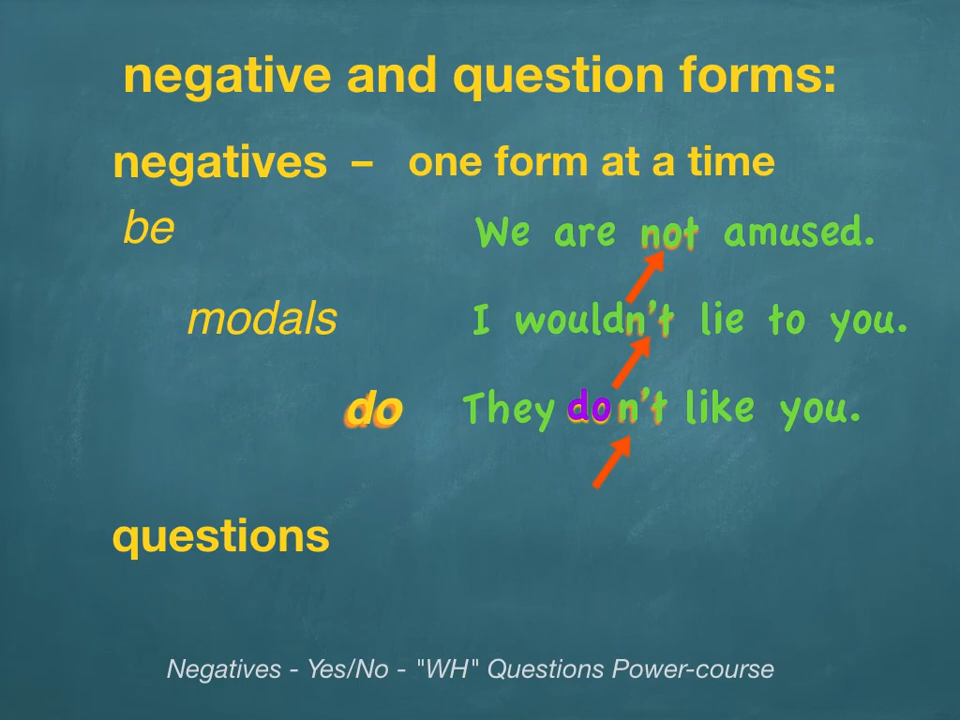 negative and question forms:
negatives – one form at a time
be We are not amused.
modals I wouldn't lie to you.
do They don't like you.
questions
Negatives - Yes/No - "WH" Questions Power-course